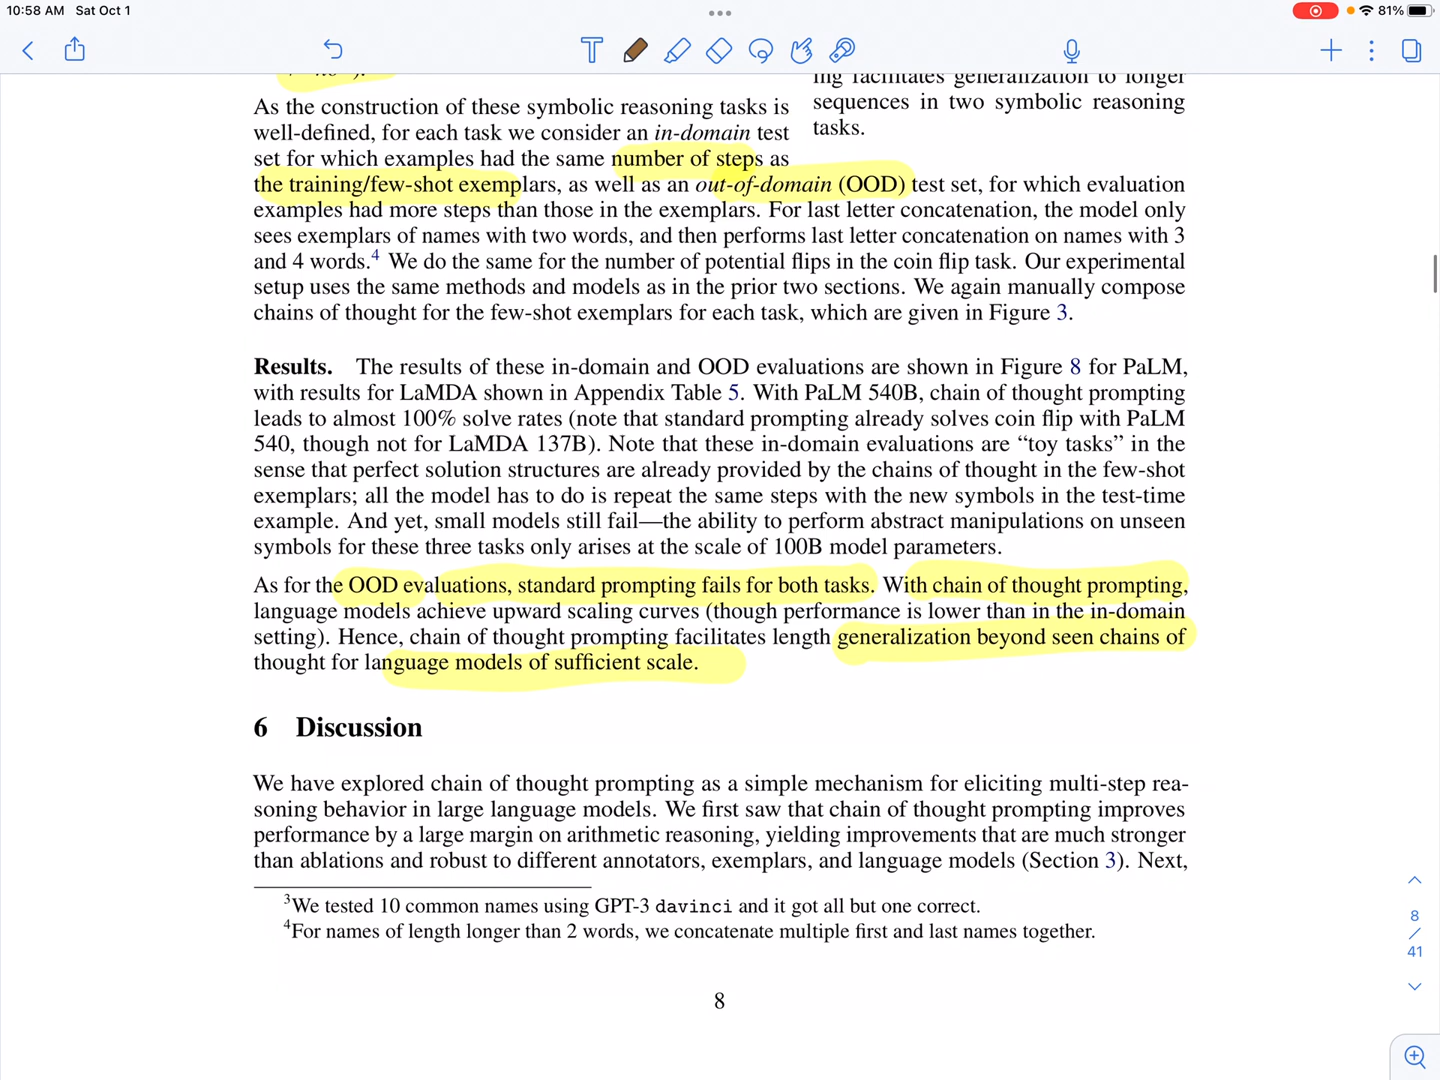 10:58 AM Sat Oct 1
81%
ing facilitates generalization to longer
sequences in two symbolic reasoning
tasks.
As the construction of these symbolic reasoning tasks is
well-defined, for each task we consider an in-domain test
set for which examples had the same number of steps as
the training/few-shot exemplars, as well as an out-of-domain (OOD) test set, for which evaluation
examples had more steps than those in the exemplars. For last letter concatenation, the model only
sees exemplars of names with two words, and then performs last letter concatenation on names with 3
and 4 words.4 We do the same for the number of potential flips in the coin flip task. Our experimental
setup uses the same methods and models as in the prior two sections. We again manually compose
chains of thought for the few-shot exemplars for each task, which are given in Figure 3.
Results. The results of these in-domain and OOD evaluations are shown in Figure 8 for PaLM,
with results for LaMDA shown in Appendix Table 5. With PaLM 540B, chain of thought prompting
leads to almost 100% solve rates (note that standard prompting already solves coin flip with PaLM
540, though not for LaMDA 137B). Note that these in-domain evaluations are “toy tasks” in the
sense that perfect solution structures are already provided by the chains of thought in the few-shot
exemplars; all the model has to do is repeat the same steps with the new symbols in the test-time
example. And yet, small models still fail—the ability to perform abstract manipulations on unseen
symbols for these three tasks only arises at the scale of 100B model parameters.
As for the OOD evaluations, standard prompting fails for both tasks. With chain of thought prompting,
language models achieve upward scaling curves (though performance is lower than in the in-domain
setting). Hence, chain of thought prompting facilitates length generalization beyond seen chains of
thought for language models of sufficient scale.
6 Discussion
We have explored chain of thought prompting as a simple mechanism for eliciting multi-step rea-
soning behavior in large language models. We first saw that chain of thought prompting improves
performance by a large margin on arithmetic reasoning, yielding improvements that are much stronger
than ablations and robust to different annotators, exemplars, and language models (Section 3). Next,
3We tested 10 common names using GPT-3 davinci and it got all but one correct.
4For names of length longer than 2 words, we concatenate multiple first and last names together.
8
8
/
41